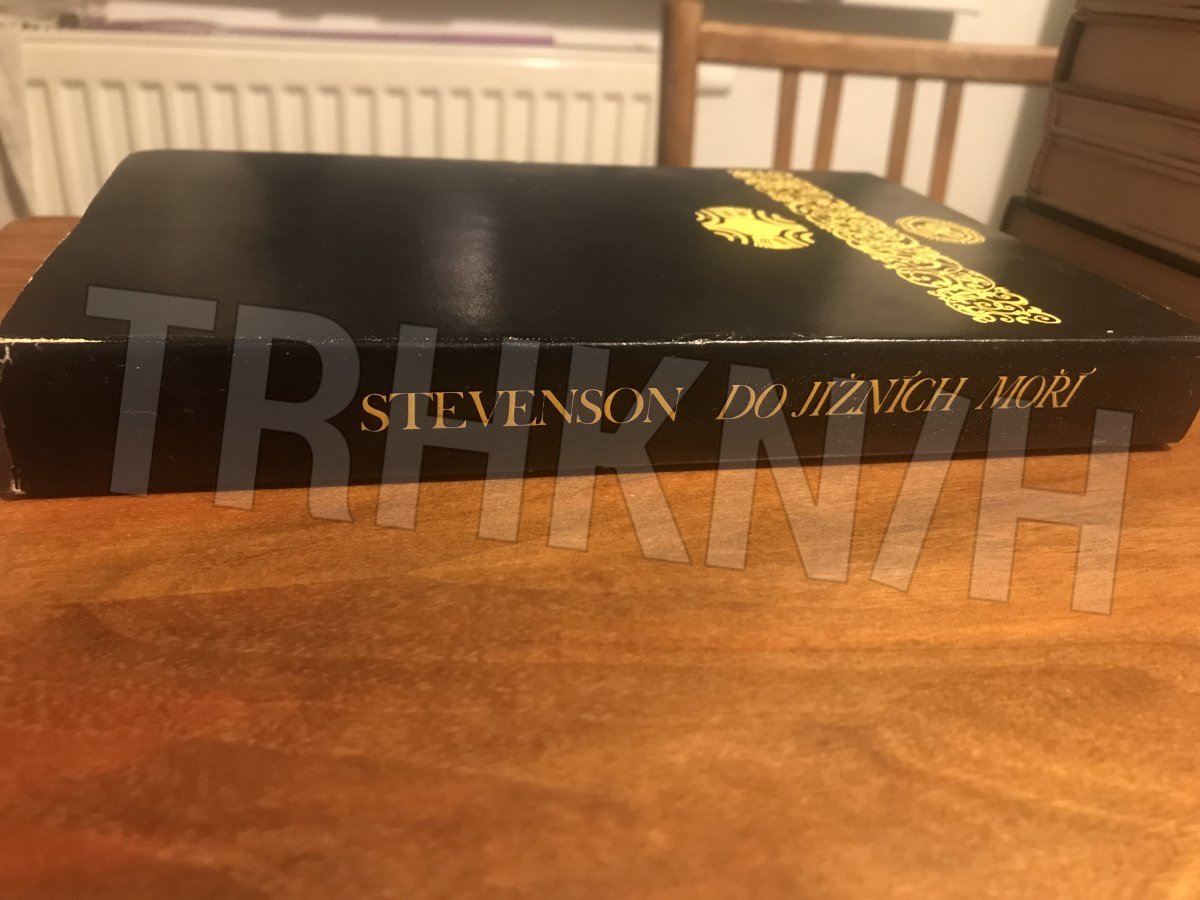 STEVENSON DO JIŽNÍCH MOŘÍ
TRHKNIH